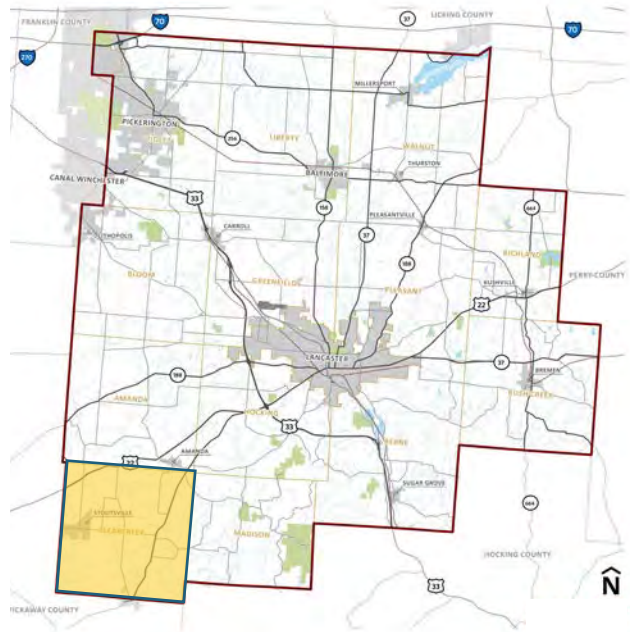 FRANKLIN COUNTY
70
37
LICKING COUNTY
70
270
MILLERSPORT
PICKERINGTON
256
LIBERTY
WALNUT
BALTIMORE
THURSTON
CANAL WINCHESTER
33
158
PLEASANTVILLE
664
CARROLL
37
LITHOPOLIS
RICHLAND
188
BLOOM
GREENFIELD
PLEASANT
RUSHVILLE
PERRY COUNTY
22
LANCASTER
37
188
BREMEN
AMANDA
RUSHCREEK
HOCKING
33
BERNE
AMANDA
22
SUGAR GROVE
664
STOUTSVILLE
CLEARCREEK
MADISON
HOCKING COUNTY
33
N
PICKAWAY COUNTY